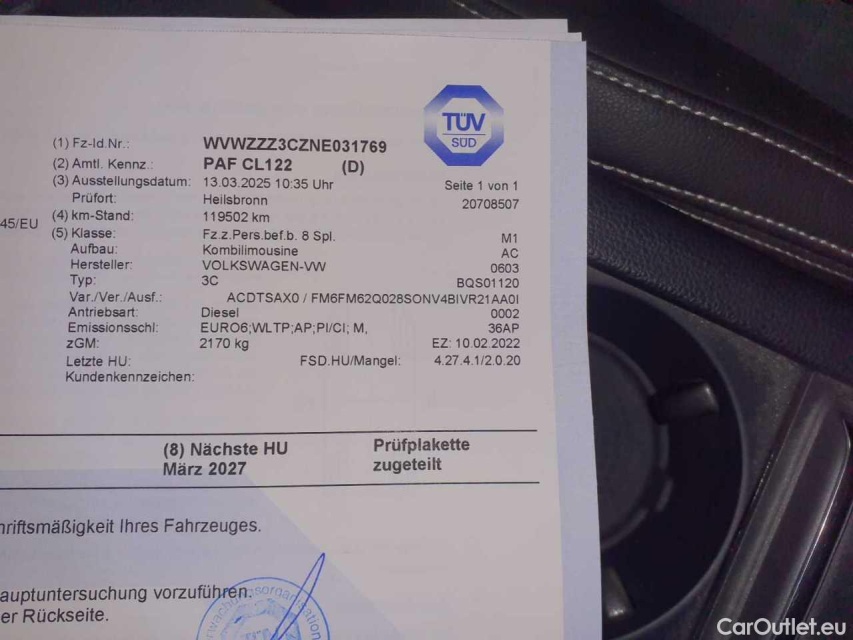 TÜV
SÜD
(1) Fz-Id.Nr.: WVWZZZ3CZNE031769
(2) Amtl. Kennz.: PAF CL122 (D)
(3) Ausstellungsdatum: 13.03.2025 10:35 Uhr Seite 1 von 1
Prüfort: Heilsbronn 20708507
45/EU (4) km-Stand: 119502 km
(5) Klasse: Fz.z.Pers.bef.b. 8 Spl. M1
Aufbau: Kombilimousine AC
Hersteller: VOLKSWAGEN-VW 0603
Typ: 3C BQS01120
Var./Ver./Ausf.: ACDTSAX0 / FM6FM62Q028SONV4BIVR21AA0I
Antriebsart: Diesel 0002
Emissionsschl: EURO6;WLTP;AP;PI/CI; M, 36AP
zGM: 2170 kg EZ: 10.02.2022
Letzte HU: FSD.HU/Mangel: 4.27.4.1/2.0.20
Kundenkennzeichen:
(8) Nächste HU Prüfplakette
März 2027 zugeteilt
hriftsmäßigkeit Ihres Fahrzeuges.
auptuntersuchung vorzuführen.
er Rückseite.
wachungsorganisation
TÜV
CarOutlet.eu